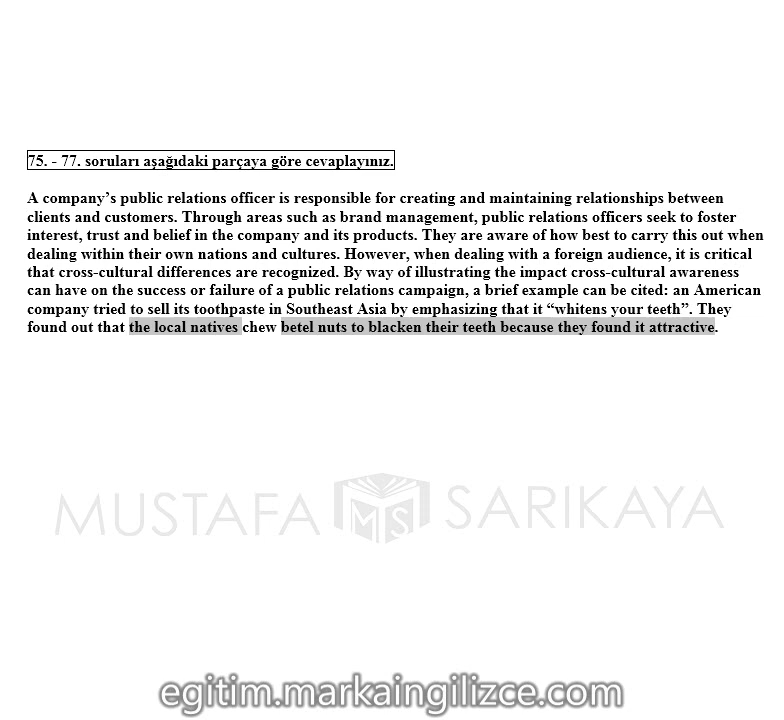 75. - 77. soruları aşağıdaki parçaya göre cevaplayınız.
A company’s public relations officer is responsible for creating and maintaining relationships between
clients and customers. Through areas such as brand management, public relations officers seek to foster
interest, trust and belief in the company and its products. They are aware of how best to carry this out when
dealing within their own nations and cultures. However, when dealing with a foreign audience, it is critical
that cross-cultural differences are recognized. By way of illustrating the impact cross-cultural awareness
can have on the success or failure of a public relations campaign, a brief example can be cited: an American
company tried to sell its toothpaste in Southeast Asia by emphasizing that it “whitens your teeth”. They
found out that the local natives chew betel nuts to blacken their teeth because they found it attractive.
MUSTAFA MS SARIKAYA
egitim.markaingilizce.com